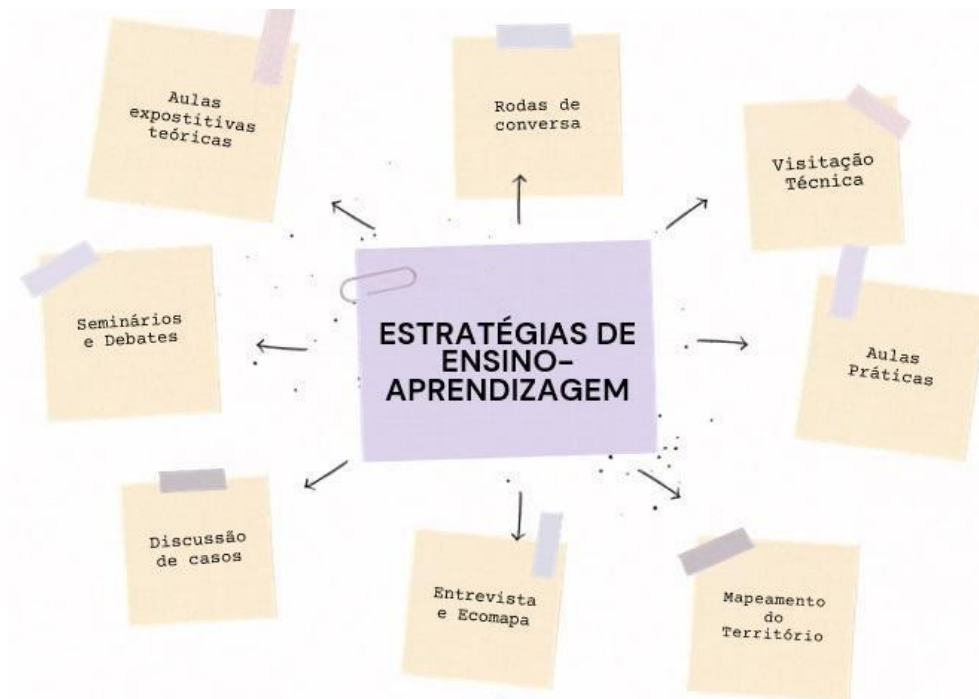 Aulas
expostitivas
teóricas
Rodas de
conversa
Visitação
Técnica
Seminários
e Debates
ESTRATÉGIAS DE
ENSINO-
APRENDIZAGEM
Aulas
Práticas
Discussão
de casos
Entrevista
e Ecomapa
Mapeamento
do
Território